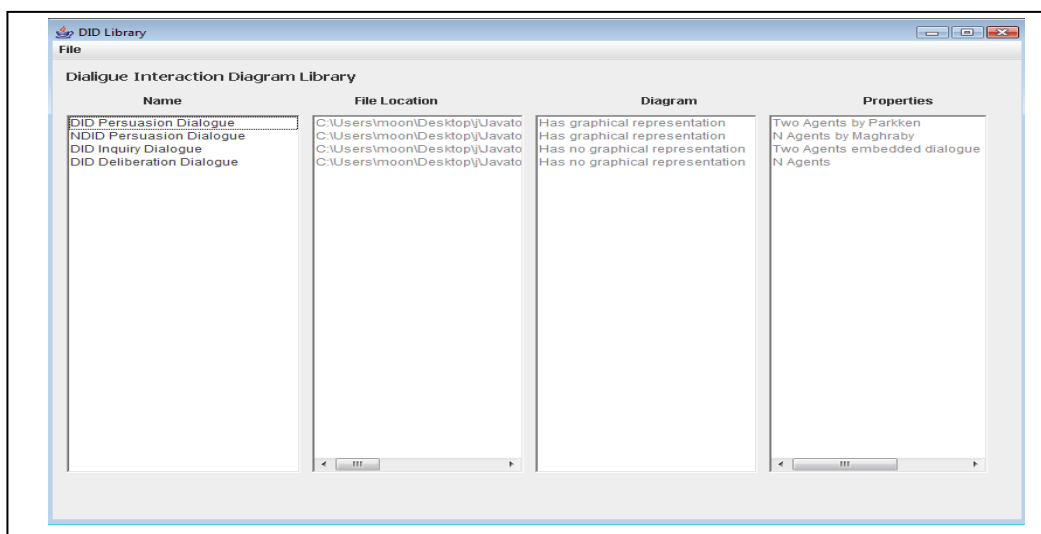 DID Library
File
Dialigue Interaction Diagram Library
Name File Location Diagram Properties
DID Persuasion Dialogue C:\Users\moon\Desktop\j\Javato Has graphical representation Two Agents by Parkken
NDID Persuasion Dialogue C:\Users\moon\Desktop\j\Javato Has graphical representation N Agents by Maghraby
DID Inquiry Dialogue C:\Users\moon\Desktop\j\Javato Has no graphical representation Two Agents embedded dialogue
DID Deliberation Dialogue C:\Users\moon\Desktop\j\Javato Has no graphical representation N Agents